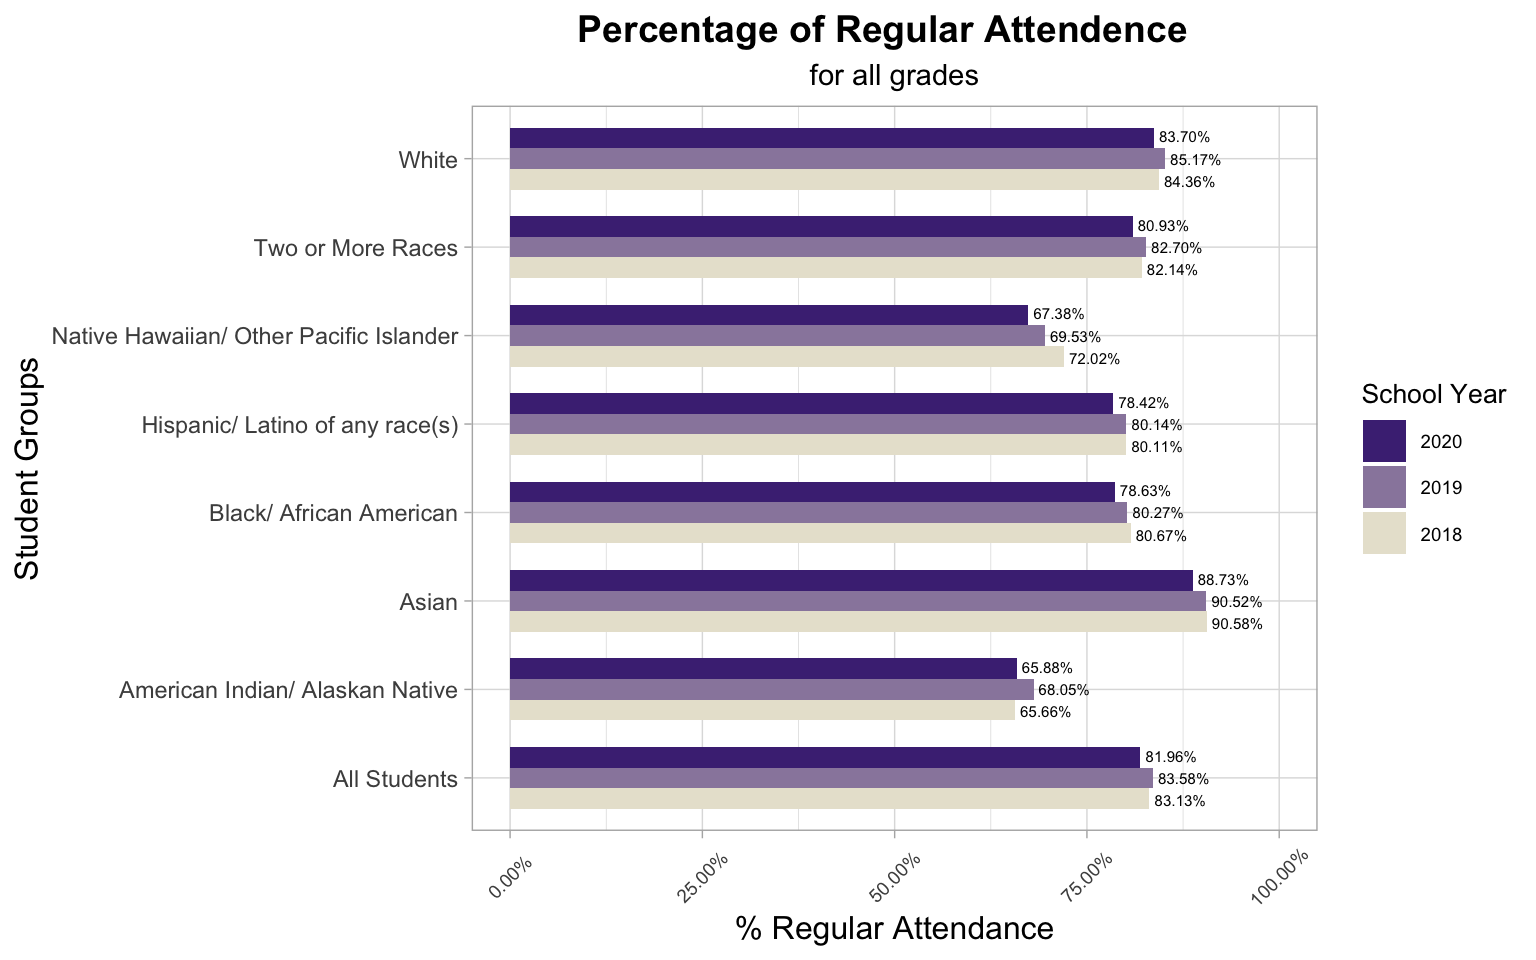 Percentage of Regular Attendence
for all grades
Student Groups
White
83.70%
85.17%
84.36%
Two or More Races
80.93%
82.70%
82.14%
Native Hawaiian/ Other Pacific Islander
67.38%
69.53%
72.02%
Hispanic/ Latino of any race(s)
78.42%
80.14%
80.11%
Black/ African American
78.63%
80.27%
80.67%
Asian
88.73%
90.52%
90.58%
American Indian/ Alaskan Native
65.88%
68.05%
65.66%
All Students
81.96%
83.58%
83.13%
0.00%
25.00%
50.00%
75.00%
100.00%
% Regular Attendance
School Year
2020
2019
2018